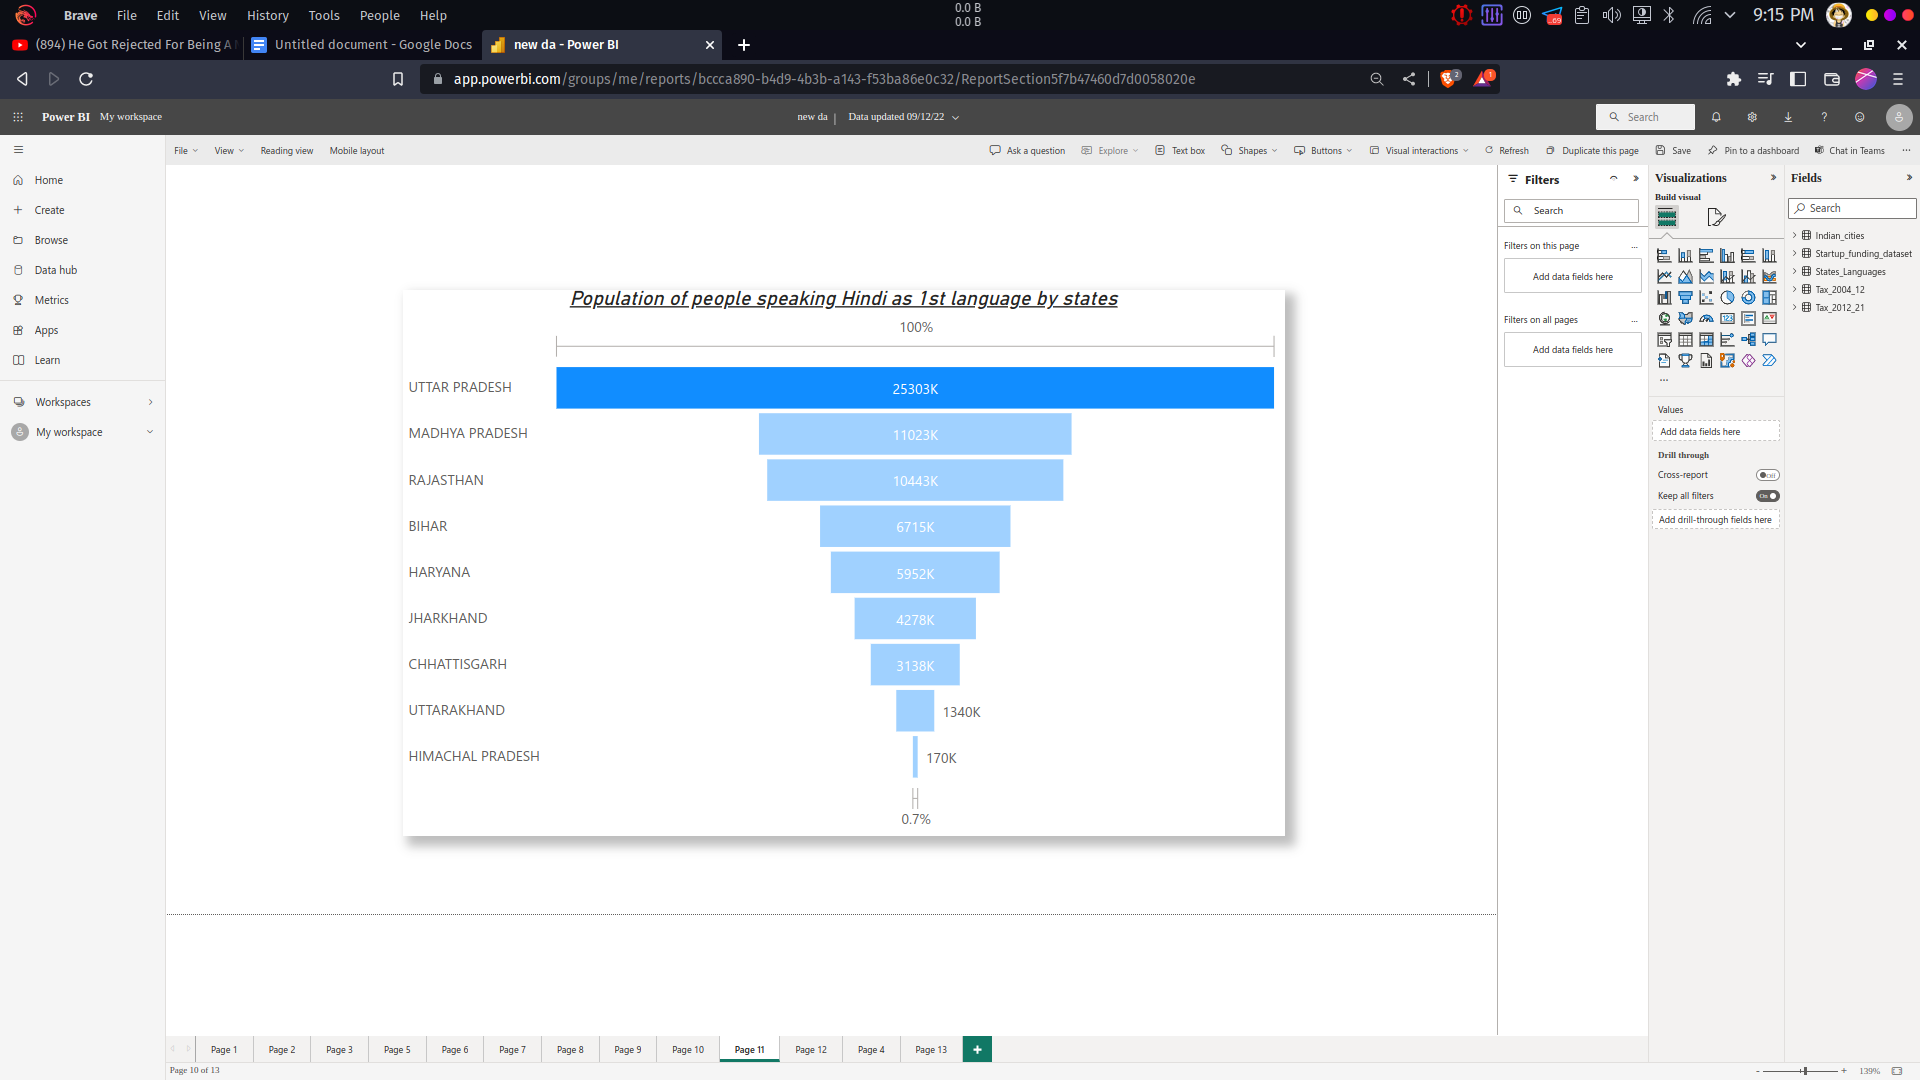 Brave File Edit View History Tools People Help
0.0 B
0.0 B
69
9:15 PM
(894) He Got Rejected For Being A
Untitled document - Google Docs
new da - Power BI
app.powerbi.com/groups/me/reports/bccca890-b4d9-4b3b-a143-f53ba86e0c32/ReportSection5f7b47460d7d0058020e
2
1
Power BI My workspace
new da | Data updated 09/12/22
Search
File View Reading view Mobile layout
Ask a question Explore Text box Shapes Buttons Visual interactions Refresh Duplicate this page Save Pin to a dashboard Chat in Teams
Home
Create
Browse
Data hub
Metrics
Apps
Learn
Workspaces
My workspace
Population of people speaking Hindi as 1st language by states
100%
UTTAR PRADESH 25303K
MADHYA PRADESH 11023K
RAJASTHAN 10443K
BIHAR 6715K
HARYANA 5952K
JHARKHAND 4278K
CHHATTISGARH 3138K
UTTARAKHAND 1340K
HIMACHAL PRADESH 170K
0.7%
Filters
Search
Filters on this page
Add data fields here
Filters on all pages
Add data fields here
Visualizations
Build visual
Values
Add data fields here
Drill through
Cross-report Off
Keep all filters On
Add drill-through fields here
Fields
Search
Indian_cities
Startup_funding_dataset
States_Languages
Tax_2004_12
Tax_2012_21
Page 1 Page 2 Page 3 Page 5 Page 6 Page 7 Page 8 Page 9 Page 10 Page 11 Page 12 Page 4 Page 13
Page 10 of 13
139%